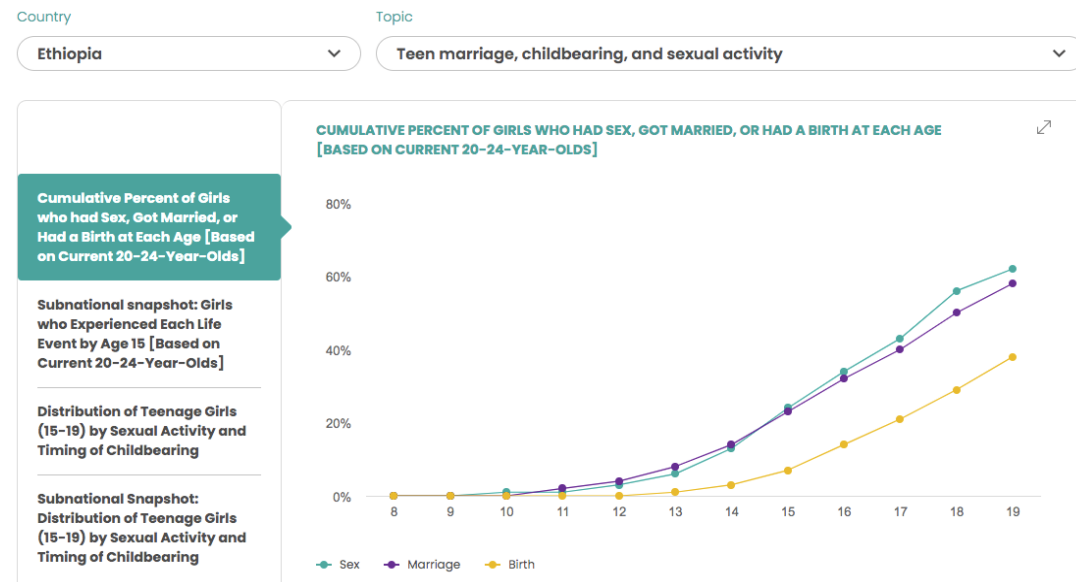 Country
Topic
Ethiopia
Teen marriage, childbearing, and sexual activity
Cumulative Percent of Girls
who had Sex, Got Married, or
Had a Birth at Each Age [Based
on Current 20-24-Year-Olds]
Subnational snapshot: Girls
who Experienced Each Life
Event by Age 15 [Based on
Current 20-24-Year-Olds]
Distribution of Teenage Girls
(15-19) by Sexual Activity and
Timing of Childbearing
Subnational Snapshot:
Distribution of Teenage Girls
(15-19) by Sexual Activity and
Timing of Childbearing
CUMULATIVE PERCENT OF GIRLS WHO HAD SEX, GOT MARRIED, OR HAD A BIRTH AT EACH AGE
[BASED ON CURRENT 20-24-YEAR-OLDS]
80%
60%
40%
20%
0%
8 9 10 11 12 13 14 15 16 17 18 19
Sex Marriage Birth